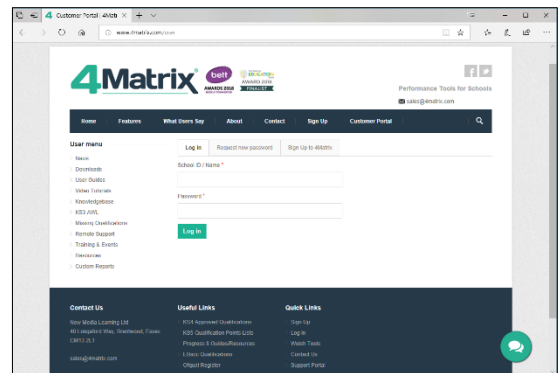 4 Customer Portal | 4Matr
www.4matrix.com/user
4Matrix
bett
AWARDS 2018
FINALIST
Performance Tools for Schools
sales@4matrix.com
Home Features What Users Say About Contact Sign Up Customer Portal
User menu
News
Downloads
User Guides
Video Tutorials
Knowledgebase
KS3 AWL
Missing Qualifications
Remote Support
Training & Events
Resources
Custom Reports
Log in Request new password Sign Up to 4Matrix
School ID / Name *
Password *
Log in
Contact Us
New Media Learning Ltd
Way, Brentwood, Essex
sales@4matrix.com
Useful Links
KS4 Approved Qualifications
KS5 Qualification Points Lists
Progress 8 Guides/Resources
EBacc Qualifications
Ofqual Register
Quick Links
Sign Up
Log in
Watch Tools
Contact Us
Support Portal